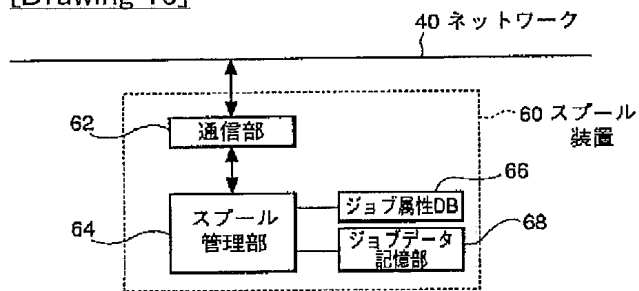 [Drawing 10]
40 ネットワーク
62
通信部
60 スプール
装置
66
64
スプール
管理部
ジョブ属性DB
68
ジョブデータ
記憶部